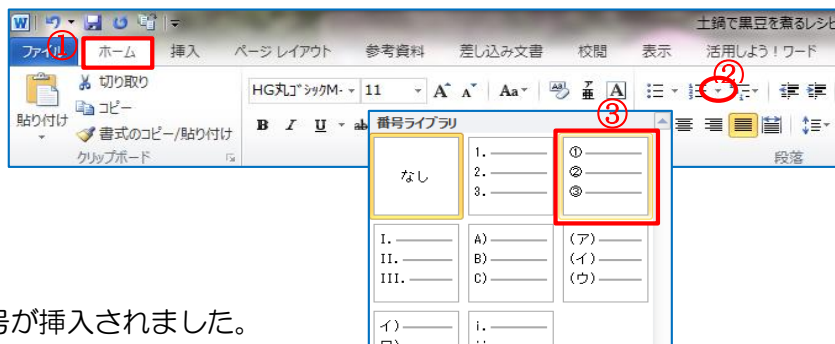 土鍋で黒豆を煮るレシピ
① ②
ファイル ホーム 挿入 ページ レイアウト 参考資料 差し込み文書 校閲 表示 活用しよう！ワード
切り取り
コピー
書式のコピー/貼り付け
貼り付け
クリップボード
HG丸ｺﾞｼｯｸM- 11 A A Aa ア亜 A
B I U ab
段落
③
番号ライブラリ
なし
1.
2.
3.
①
②
③
I.
II.
III.
A)
B)
C)
(ア)
(イ)
(ウ)
イ)
i.
号が挿入されました。